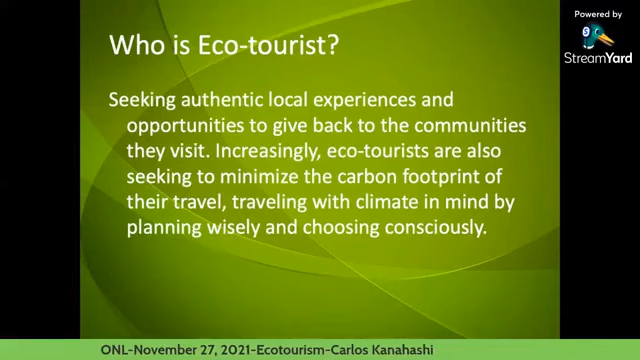 Powered by
StreamYard
Who is Eco-tourist?
Seeking authentic local experiences and
opportunities to give back to the communities
they visit. Increasingly, eco-tourists are also
seeking to minimize the carbon footprint of
their travel, traveling with climate in mind by
planning wisely and choosing consciously.
ONL-November 27, 2021-Ecotourism-Carlos Kanahashi